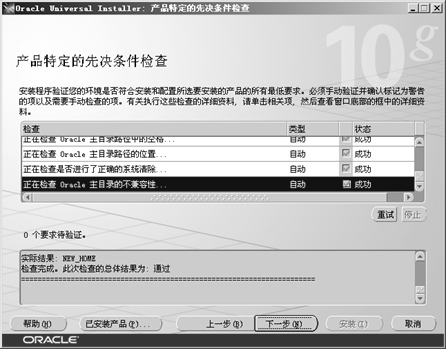 Oracle Universal Installer: 产品特定的先决条件检查
10g
产品特定的先决条件检查
安装程序验证您的环境是否符合安装和配置所选要安装的产品的所有最低要求。必须手动验证并确认标记为警告
的项以及需要手动检查的项。有关执行这些检查的详细资料, 请单击相关项, 然后查看窗口底部的框中的详细资
料。
检查 类型 状态
正在检查 Oracle 主目录路径中的空格... 自动 成功
正在检查 Oracle 主目录路径的位置... 自动 成功
正在检查是否进行了正确的系统清除... 自动 成功
正在检查 Oracle 主目录的不兼容性... 自动 成功
重试 停止
0 个要求待验证。
实际结果: NEW_HOME
检查完成。此次检查的总体结果为: 通过
========================================================
帮助(H) 已安装产品(P)... 上一步(B) 下一步(N) 安装(I) 取消
ORACLE